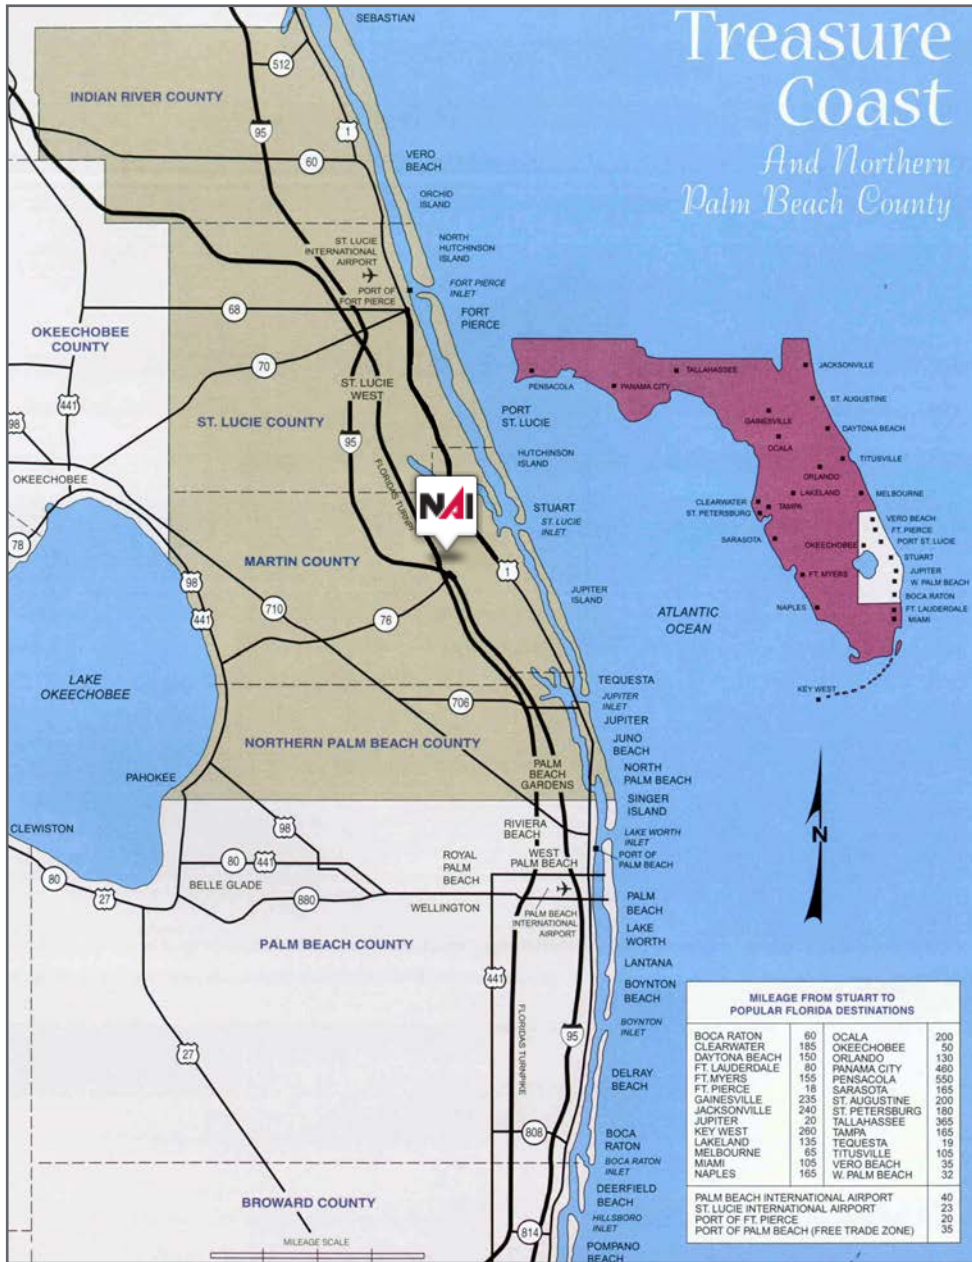 Treasure
Coast
And Northern
Palm Beach County
SEBASTIAN
512
INDIAN RIVER COUNTY
95
1
60
VERO
BEACH
ORCHID
ISLAND
ST. LUCIE
INTERNATIONAL
AIRPORT
NORTH
HUTCHINSON
ISLAND
PORT OF
FORT PIERCE
FORT PIERCE
INLET
68
FORT
PIERCE
OKEECHOBEE
COUNTY
70
ST. LUCIE
WEST
441
98
ST. LUCIE COUNTY
95
PORT
ST. LUCIE
HUTCHINSON
ISLAND
FLORIDAS TURNPI
OKEECHOBEE
NAI
STUART
ST. LUCIE
INLET
78
MARTIN COUNTY
1
98
441
710
76
JUPITER
ISLAND
LAKE
OKEECHOBEE
ATLANTIC
OCEAN
TEQUESTA
706
JUPITER
INLET
JUPITER
NORTHERN PALM BEACH COUNTY
JUNO
BEACH
PALM
BEACH
GARDENS
NORTH
PALM BEACH
PAHOKEE
SINGER
ISLAND
CLEWISTON
98
RIVIERA
BEACH
LAKE WORTH
INLET
80
441
ROYAL
PALM
BEACH
WEST
PALM BEACH
PORT OF
PALM BEACH
80
27
BELLE GLADE
880
WELLINGTON
PALM BEACH
INTERNATIONAL
AIRPORT
PALM
BEACH
LAKE
WORTH
PALM BEACH COUNTY
441
LANTANA
BOYNTON
BEACH
FLORIDAS TURNPIKE
95
BOYNTON
INLET
27
DELRAY
BEACH
808
BOCA
RATON
BOCA RATON
INLET
BROWARD COUNTY
DEERFIELD
BEACH
814
HILLSBORO
INLET
MILEAGE SCALE
POMPANO
BEACH
PENSACOLA
PANAMA CITY
TALLAHASSEE
JACKSONVILLE
ST. AUGUSTINE
GAINESVILLE
DAYTONA BEACH
OCALA
TITUSVILLE
ORLANDO
LAKELAND
MELBOURNE
CLEARWATER
TAMPA
ST. PETERSBURG
VERO BEACH
FT. PIERCE
SARASOTA
PORT ST. LUCIE
OKEECHOBEE
STUART
JUPITER
FT. MYERS
W. PALM BEACH
BOCA RATON
NAPLES
FT. LAUDERDALE
MIAMI
KEY WEST
N
MILEAGE FROM STUART TO
POPULAR FLORIDA DESTINATIONS
BOCA RATON 60 OCALA 200
CLEARWATER 185 OKEECHOBEE 50
DAYTONA BEACH 150 ORLANDO 130
FT. LAUDERDALE 80 PANAMA CITY 460
FT.MYERS 155 PENSACOLA 550
FT. PIERCE 18 SARASOTA 165
GAINESVILLE 235 ST. AUGUSTINE 200
JACKSONVILLE 240 ST. PETERSBURG 180
JUPITER 20 TALLAHASSEE 365
KEY WEST 260 TAMPA 165
LAKELAND 135 TEQUESTA 19
MELBOURNE 65 TITUSVILLE 105
MIAMI 105 VERO BEACH 35
NAPLES 165 W. PALM BEACH 32
PALM BEACH INTERNATIONAL AIRPORT 40
ST. LUCIE INTERNATIONAL AIRPORT 23
PORT OF FT. PIERCE 20
PORT OF PALM BEACH (FREE TRADE ZONE) 35